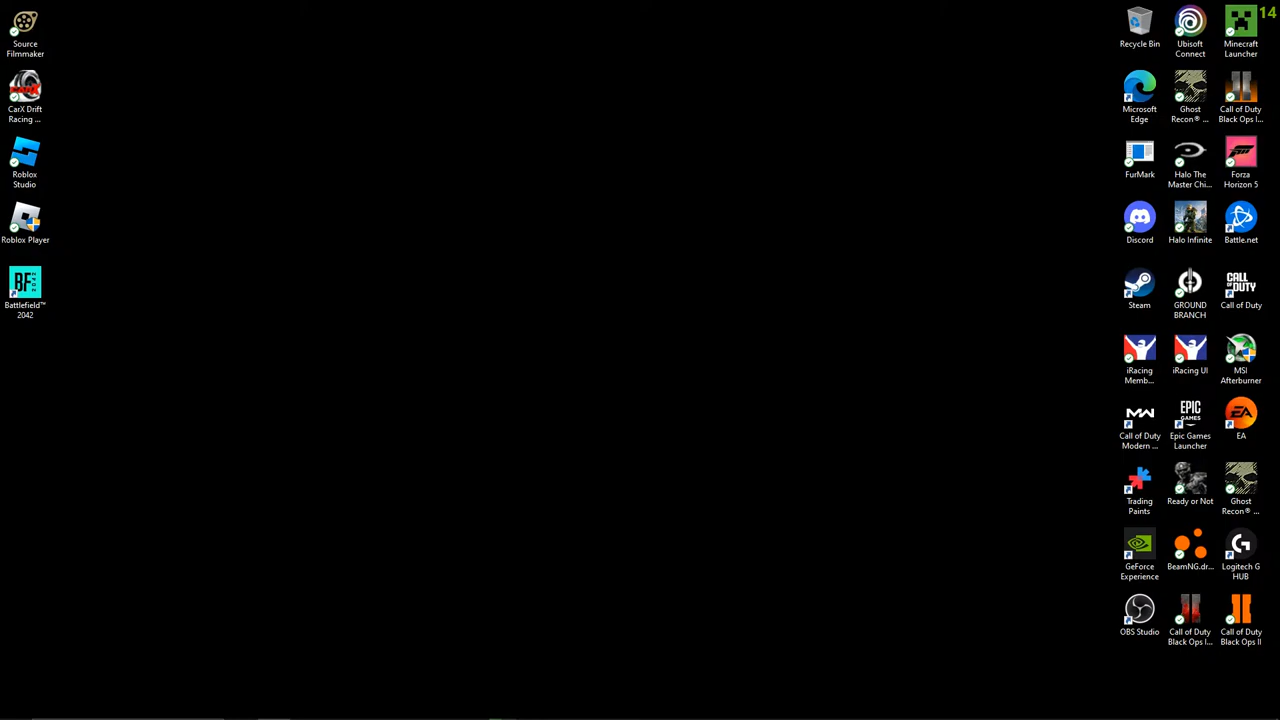 Source
Filmmaker
CarX Drift
Racing ...
Roblox
Studio
Roblox Player
BF 2042
Battlefield™
2042
Recycle Bin
Microsoft
Edge
FurMark
Discord
Steam
iRacing
Memb...
Call of Duty
Modern ...
Trading
Paints
GeForce
Experience
OBS Studio
Ubisoft
Connect
Ghost
Recon® ...
Halo The
Master Chi...
Halo Infinite
GROUND
BRANCH
iRacing UI
EPIC
GAMES
Epic Games
Launcher
Ready or Not
BeamNG.dr...
Call of Duty
Black Ops I...
14
Minecraft
Launcher
Call of Duty
Black Ops I...
Forza
Horizon 5
Battle.net
CALL
OF DUTY
Call of Duty
MSI
Afterburner
EA
EA
Ghost
Recon® ...
Logitech G
HUB
Call of Duty
Black Ops II